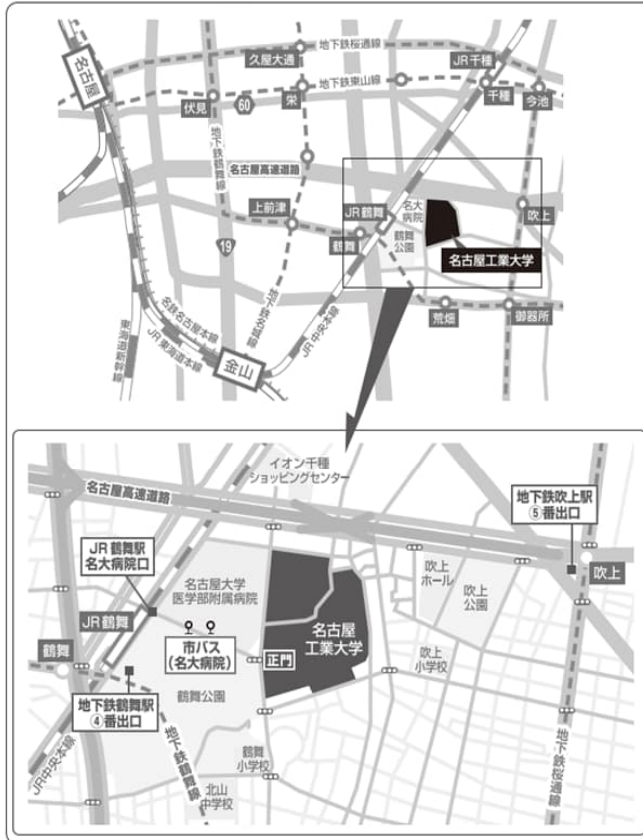 地下鉄桜通線
久屋大通
JR千種
名古屋
地下鉄東山線
栄
千種
今池
伏見
60
地下鉄鶴舞線
名古屋高速道路
名大
病院
JR鶴舞
吹上
上前津
鶴舞
鶴舞
公園
名古屋工業大学
19
地下鉄名城線
JR中央本線
荒畑
御器所
名鉄名古屋本線
JR東海道本線
東海道新幹線
金山
イオン千種
ショッピングセンター
名古屋高速道路
地下鉄吹上駅
⑤番出口
JR鶴舞駅
名大病院口
吹上
ホール
吹上
吹上
公園
名古屋大学
医学部附属病院
JR鶴舞
名古屋
工業大学
市バス
(名大病院)
正門
吹上
小学校
鶴舞
地下鉄鶴舞駅
④番出口
鶴舞公園
地下鉄桜通線
JR中央本線
地下鉄鶴舞線
鶴舞
小学校
北山
中学校